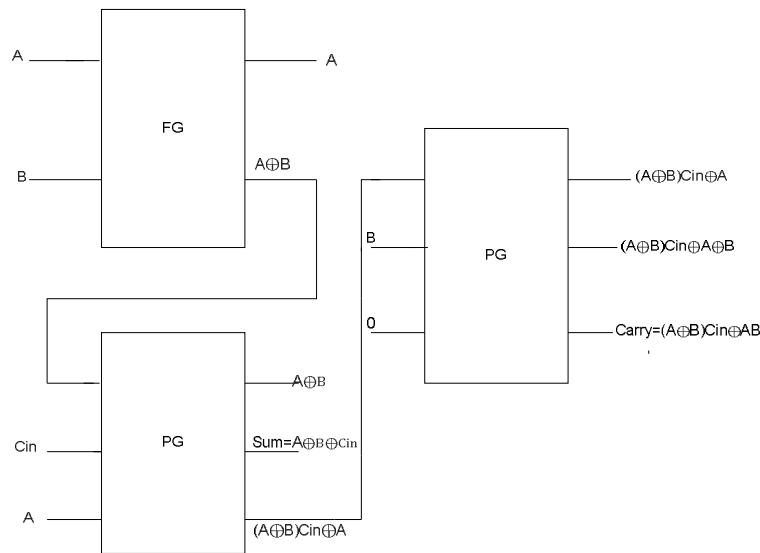 A
A
FG
A⊕B
B
(A⊕B)Cin⊕A
B
(A⊕B)Cin⊕A⊕B
PG
0
Carry=(A⊕B)Cin⊕AB
A⊕B
Cin
PG
Sum=A⊕B⊕Cin
A
(A⊕B)Cin⊕A